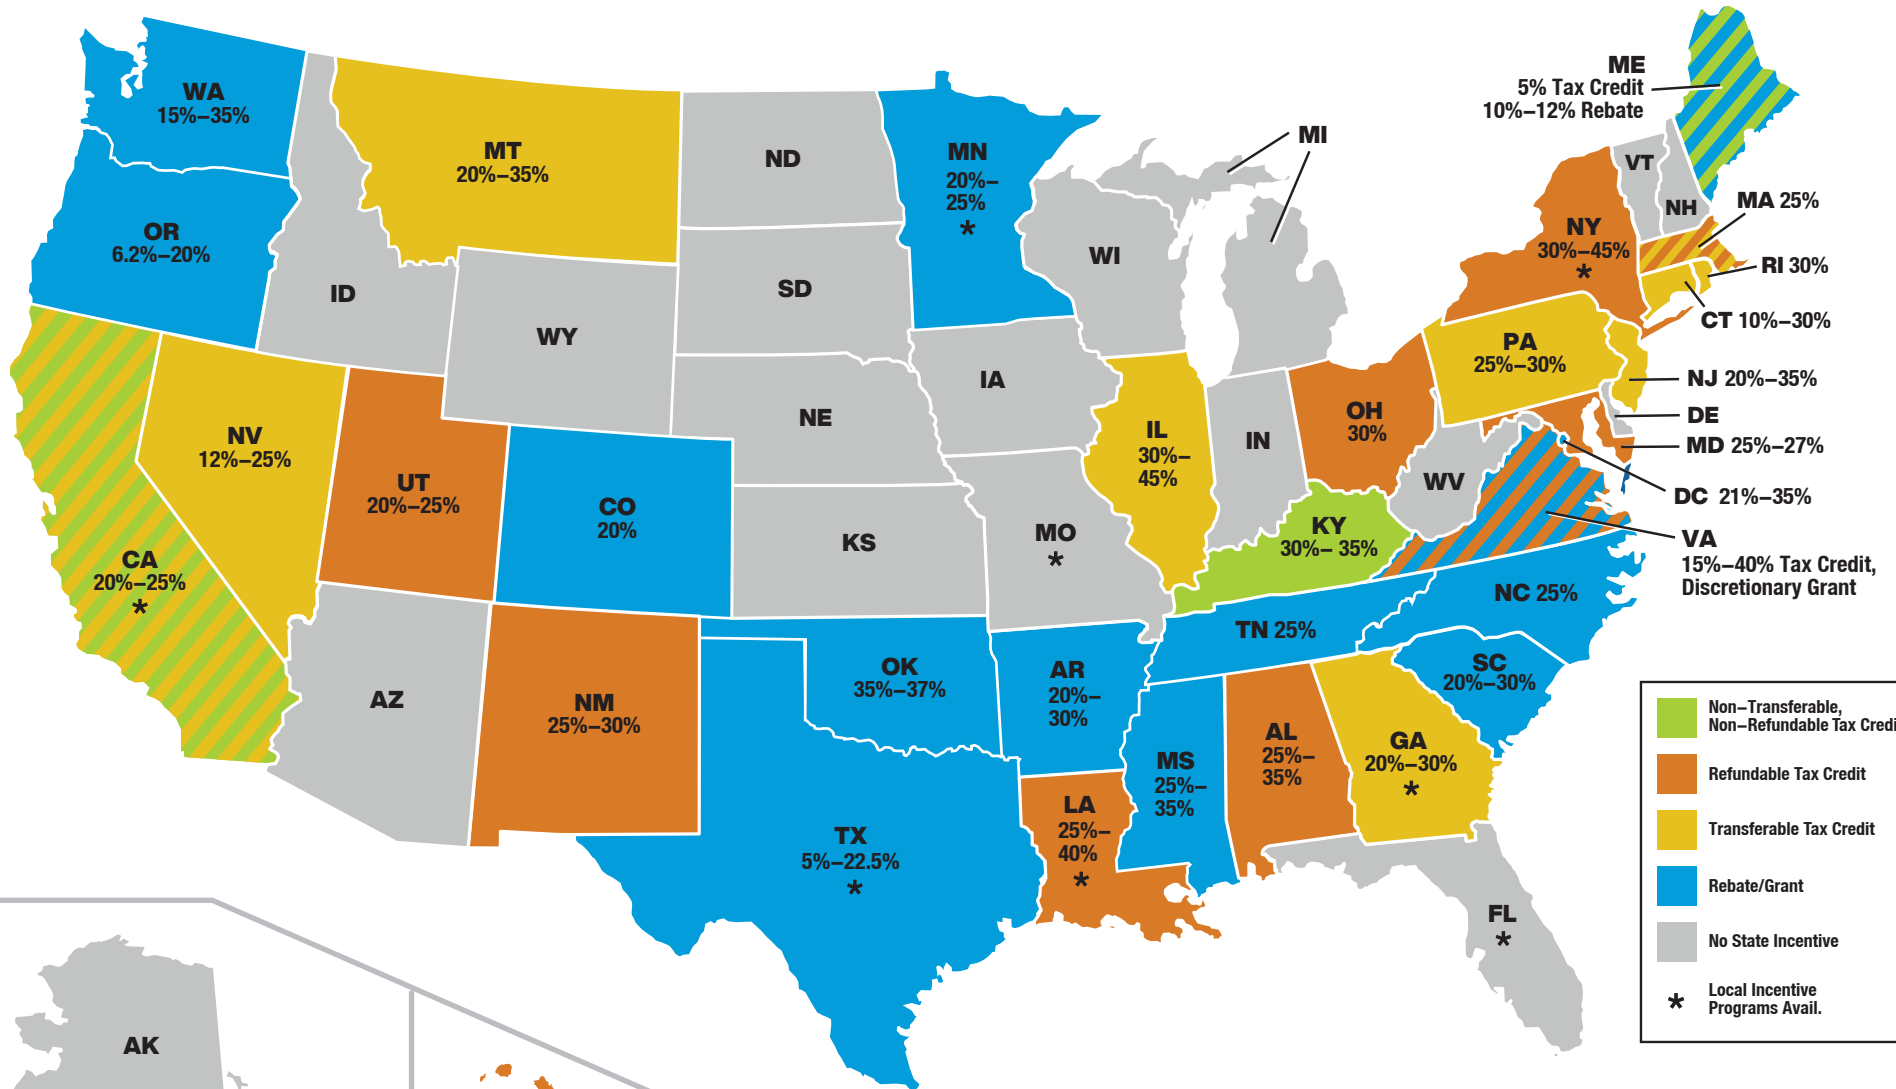 WA
15%–35%
OR
6.2%–20%
CA
20%–25%
*
NV
12%–25%
ID
MT
20%–35%
WY
UT
20%–25%
CO
20%
AZ
NM
25%–30%
ND
SD
NE
KS
OK
35%–37%
TX
5%–22.5%
*
MN
20%–
25%
*
IA
MO
*
AR
20%–
30%
LA
25%–
40%
*
WI
MI
IL
30%–
45%
IN
OH
30%
KY
30%– 35%
TN 25%
MS
25%–
35%
AL
25%–
35%
GA
20%–30%
*
FL
*
SC
20%–30%
NC 25%
WV
PA
25%–30%
NY
30%–45%
*
VT
NH
ME
5% Tax Credit
10%–12% Rebate
MA 25%
RI 30%
CT 10%–30%
NJ 20%–35%
DE
MD 25%–27%
DC 21%–35%
VA
15%–40% Tax Credit,
Discretionary Grant
AK
Non–Transferable,
Non–Refundable Tax Credi
Refundable Tax Credit
Transferable Tax Credit
Rebate/Grant
No State Incentive
* Local Incentive
Programs Avail.